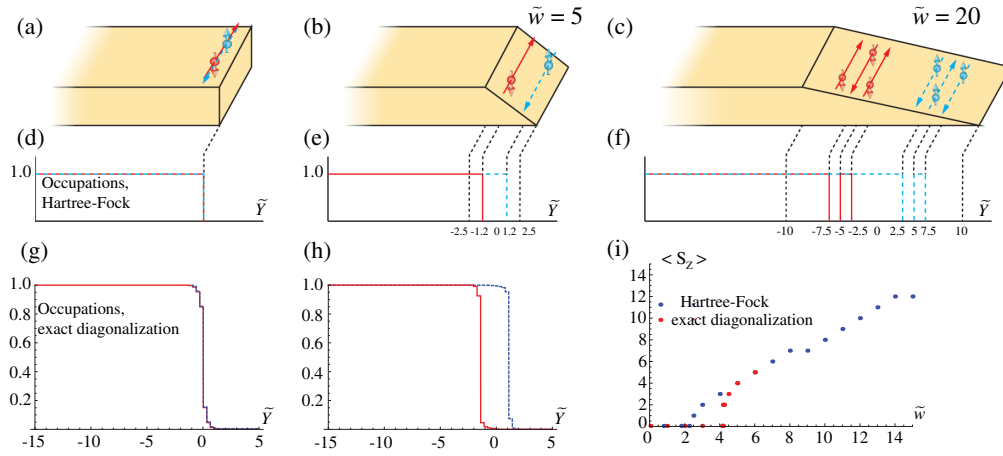 (a)
(b)
w̃ = 5
(c)
w̃ = 20
(d)
1.0
Occupations,
Hartree-Fock
Ỹ
(e)
1.0
Ỹ
-2.5 -1.2 0 1.2 2.5
(f)
1.0
Ỹ
-10 -7.5 -5 -2.5 0 2.5 5 7.5 10
(g)
1.0
0.8
0.6
0.4
0.2
Occupations,
exact diagonalization
Ỹ
-15 -10 -5 0 5
(h)
1.0
0.8
0.6
0.4
0.2
Ỹ
-15 -10 -5 0 5
(i)
< S_Z >
14
12
10
8
6
4
2
0
Hartree-Fock
exact diagonalization
w̃
0 2 4 6 8 10 12 14